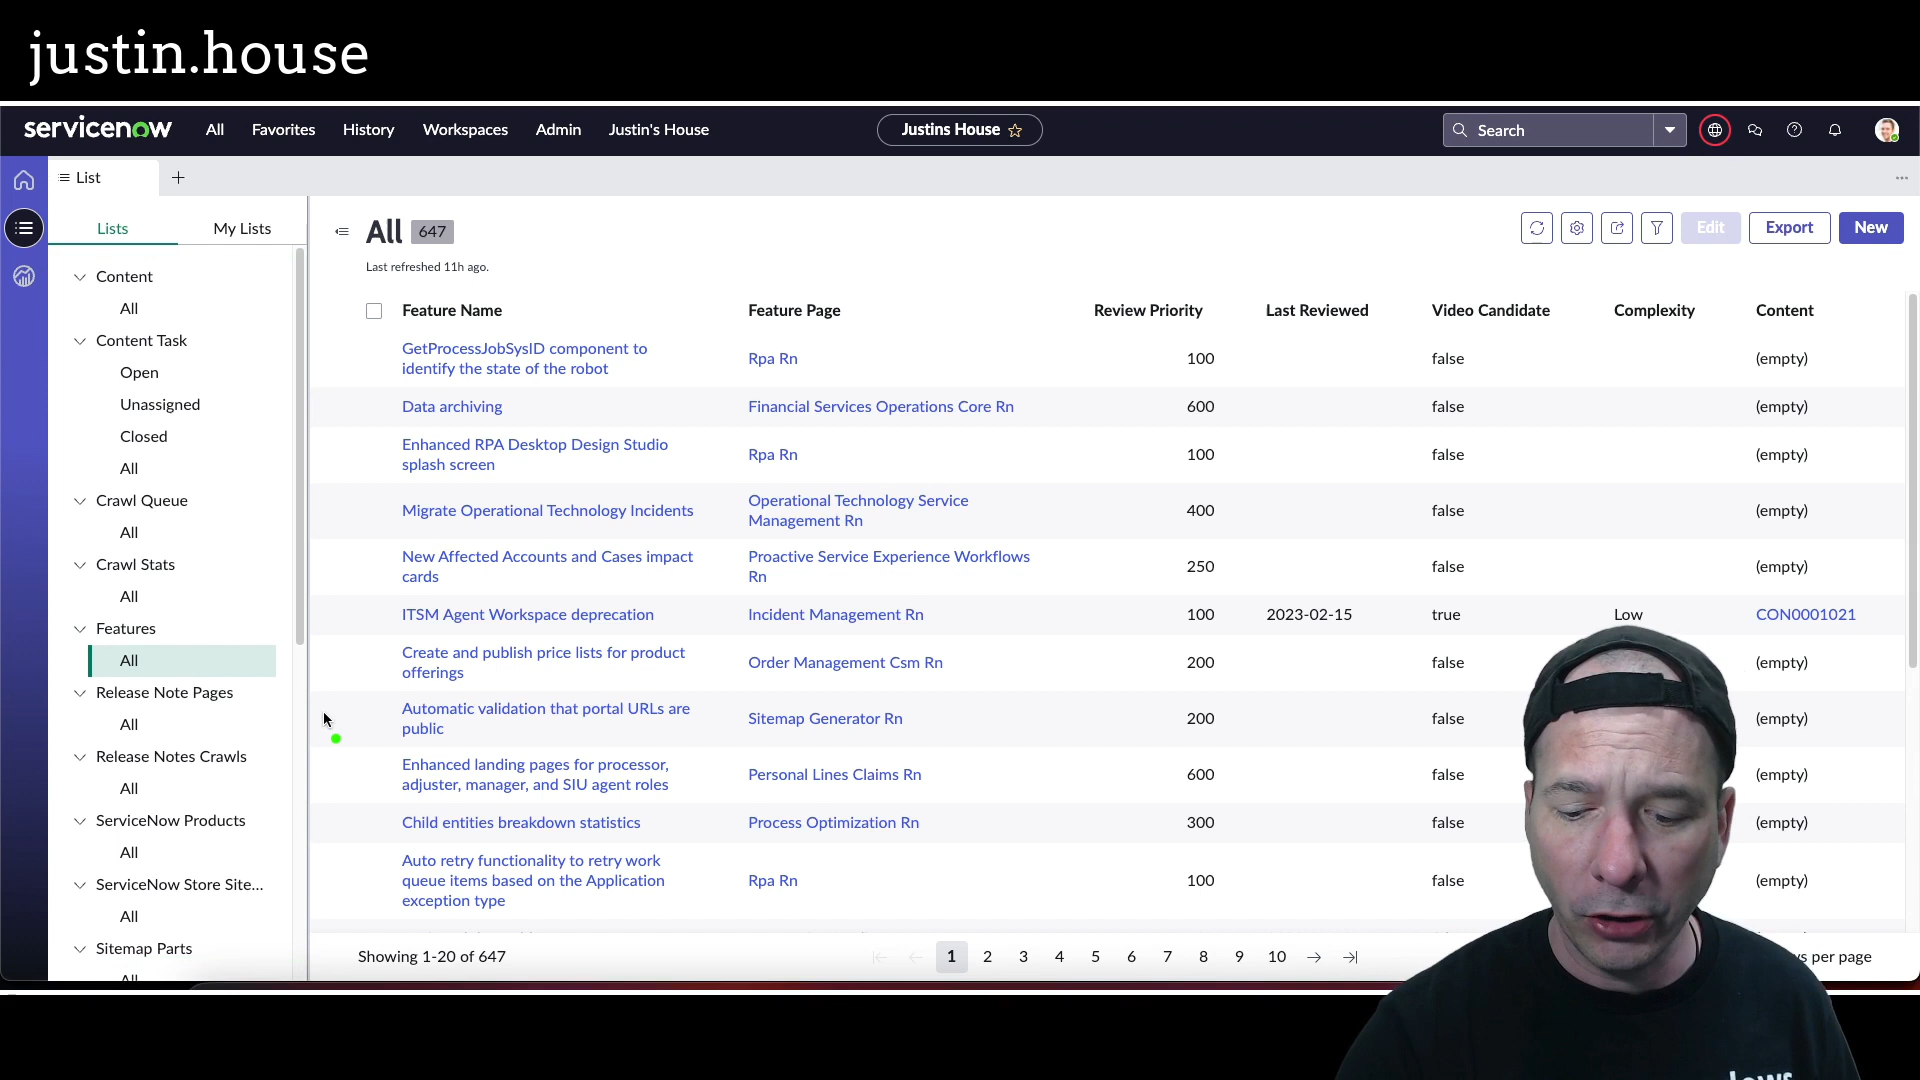 justin.house
servicenow All Favorites History Workspaces Admin Justin's House Justins House Search
List
Lists My Lists
Content
All
Content Task
Open
Unassigned
Closed
All
Crawl Queue
All
Crawl Stats
All
Features
All
Release Note Pages
All
Release Notes Crawls
All
ServiceNow Products
All
ServiceNow Store Site...
All
Sitemap Parts
All
All 647
Edit Export New
Last refreshed 11h ago.
Feature Name Feature Page Review Priority Last Reviewed Video Candidate Complexity Content
GetProcessJobSysID component to
identify the state of the robot
Rpa Rn 100 false (empty)
Data archiving Financial Services Operations Core Rn 600 false (empty)
Enhanced RPA Desktop Design Studio
splash screen
Rpa Rn 100 false (empty)
Migrate Operational Technology Incidents
Operational Technology Service
Management Rn
400 false (empty)
New Affected Accounts and Cases impact
cards
Proactive Service Experience Workflows
Rn
250 false (empty)
ITSM Agent Workspace deprecation Incident Management Rn 100 2023-02-15 true Low CON0001021
Create and publish price lists for product
offerings
Order Management Csm Rn 200 false (empty)
Automatic validation that portal URLs are
public
Sitemap Generator Rn 200 false (empty)
Enhanced landing pages for processor,
adjuster, manager, and SIU agent roles
Personal Lines Claims Rn 600 false (empty)
Child entities breakdown statistics Process Optimization Rn 300 false (empty)
Auto retry functionality to retry work
queue items based on the Application
exception type
Rpa Rn 100 false (empty)
Showing 1-20 of 647 1 2 3 4 5 6 7 8 9 10 per page